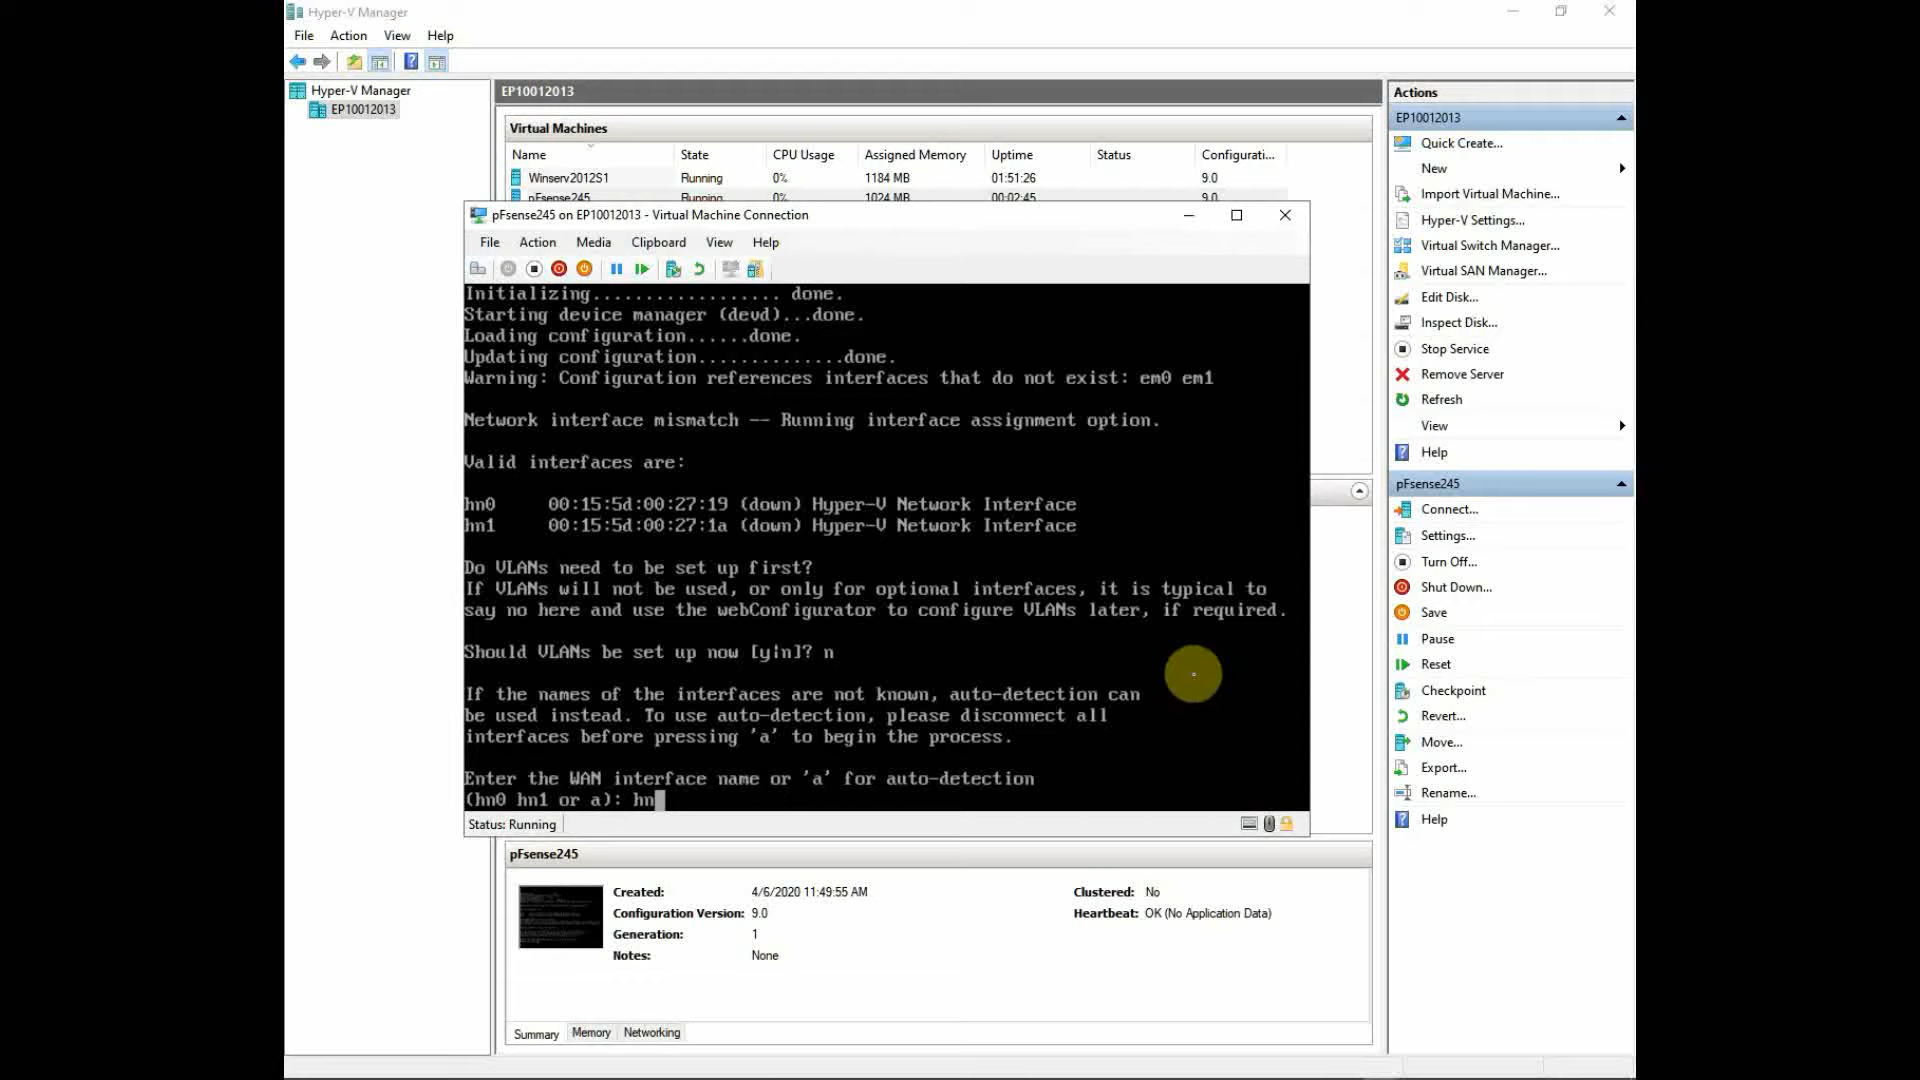 Hyper-V Manager
File Action View Help
Hyper-V Manager
EP10012013
EP10012013
Virtual Machines
Name State CPU Usage Assigned Memory Uptime Status Configurati...
Winserv2012S1 Running 0% 1184 MB 01:51:26 9.0
pFsense245 Running 0% 1024 MB 00:02:45 9.0
pFsense245 on EP10012013 - Virtual Machine Connection
File Action Media Clipboard View Help
Initializing.................. done.
Starting device manager (devd)...done.
Loading configuration......done.
Updating configuration..............done.
Warning: Configuration references interfaces that do not exist: em0 em1
Network interface mismatch -- Running interface assignment option.
Valid interfaces are:
hn0 00:15:5d:00:27:19 (down) Hyper-V Network Interface
hn1 00:15:5d:00:27:1a (down) Hyper-V Network Interface
Do VLANs need to be set up first?
If VLANs will not be used, or only for optional interfaces, it is typical to
say no here and use the webConfigurator to configure VLANs later, if required.
Should VLANs be set up now [y|n]? n
If the names of the interfaces are not known, auto-detection can
be used instead. To use auto-detection, please disconnect all
interfaces before pressing 'a' to begin the process.
Enter the WAN interface name or 'a' for auto-detection
(hn0 hn1 or a): hn
Status: Running
pFsense245
Created: 4/6/2020 11:49:55 AM Clustered: No
Configuration Version: 9.0 Heartbeat: OK (No Application Data)
Generation: 1
Notes: None
Summary Memory Networking
Actions
EP10012013
Quick Create...
New
Import Virtual Machine...
Hyper-V Settings...
Virtual Switch Manager...
Virtual SAN Manager...
Edit Disk...
Inspect Disk...
Stop Service
Remove Server
Refresh
View
Help
pFsense245
Connect...
Settings...
Turn Off...
Shut Down...
Save
Pause
Reset
Checkpoint
Revert...
Move...
Export...
Rename...
Help